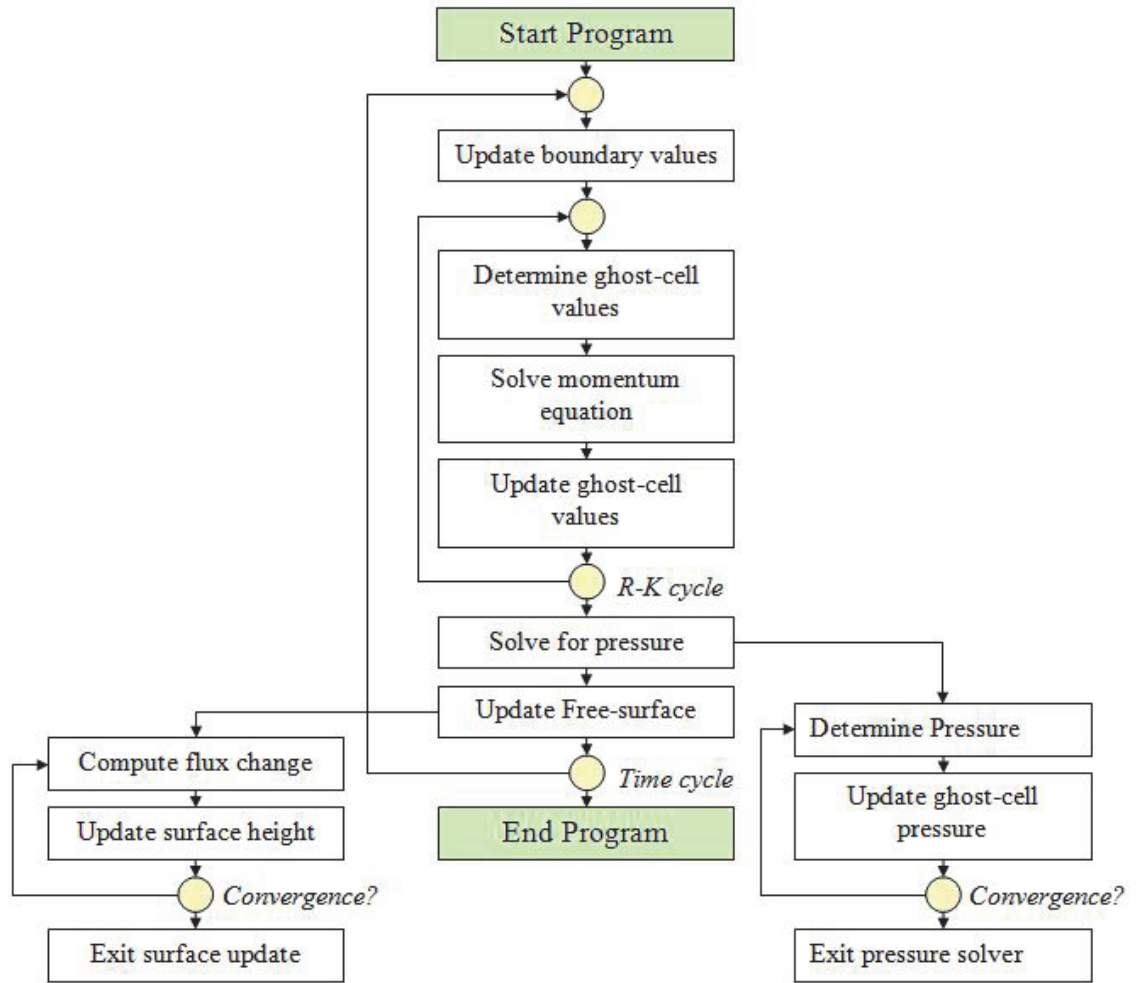 Start Program
Update boundary values
Determine ghost-cell
values
Solve momentum
equation
Update ghost-cell
values
R-K cycle
Solve for pressure
Update Free-surface
Time cycle
End Program
Compute flux change
Update surface height
Convergence?
Exit surface update
Determine Pressure
Update ghost-cell
pressure
Convergence?
Exit pressure solver